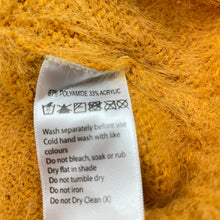 67% POLYAMIDE 33% ACRYLIC
Wash separately before use
Cold hand wash with like
colours
Do not bleach, soak or rub
Dry flat in shade
Do not tumble dry
Do not iron
Do not Dry Clean (X)